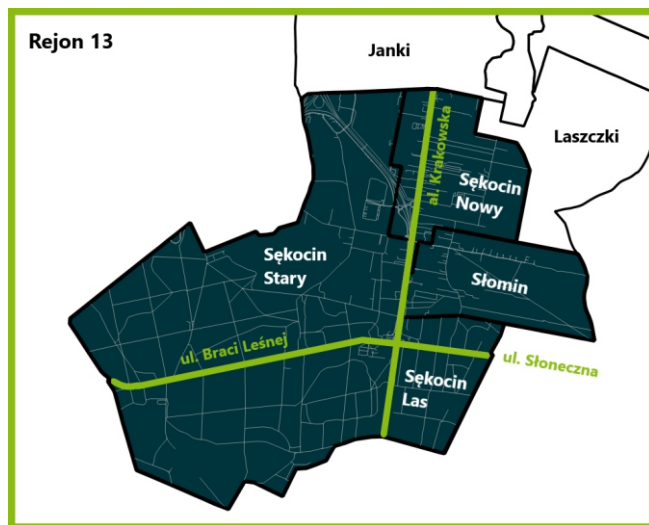 Rejon 13
Janki
Laszczki
al. Krakowska
Sękocin
Nowy
Sękocin
Stary
Słomin
ul. Braci Leśnej
ul. Słoneczna
Sękocin
Las